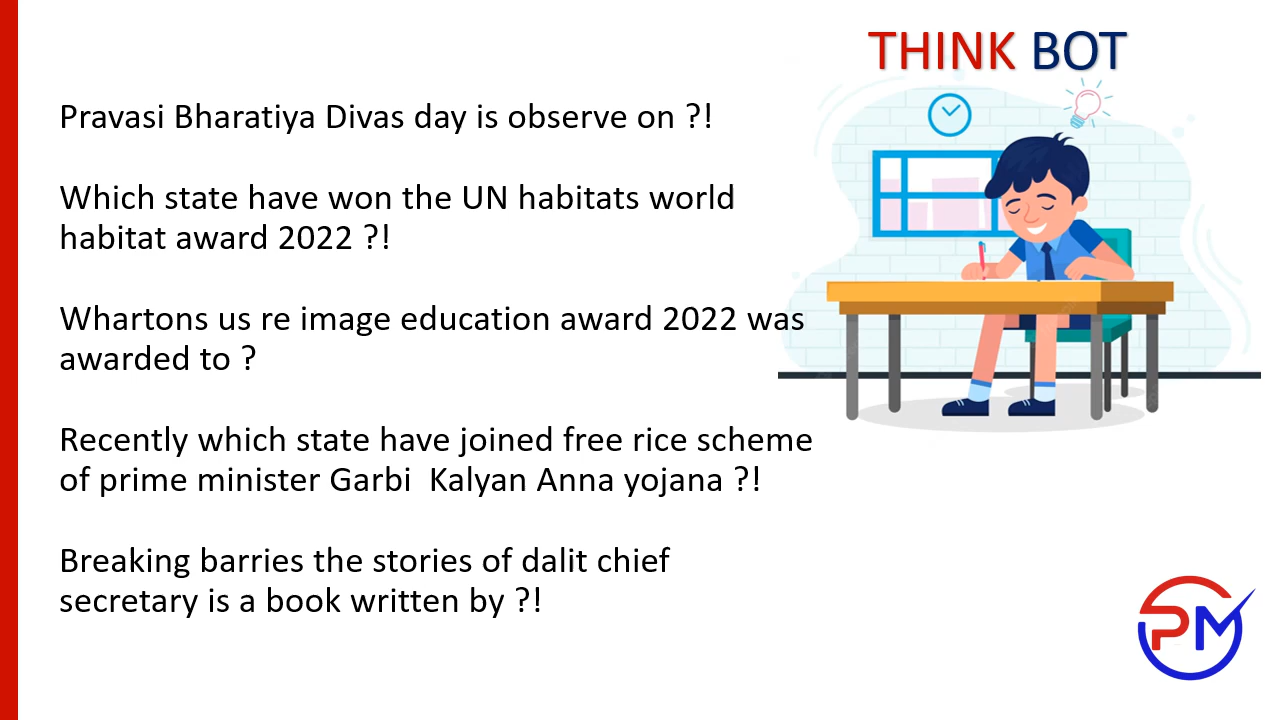 THINK BOT
Pravasi Bharatiya Divas day is observe on ?!
Which state have won the UN habitats world
habitat award 2022 ?!
Whartons us re image education award 2022 was
awarded to ?
Recently which state have joined free rice scheme
of prime minister Garbi  Kalyan Anna yojana ?!
Breaking barries the stories of dalit chief
secretary is a book written by ?!
PM